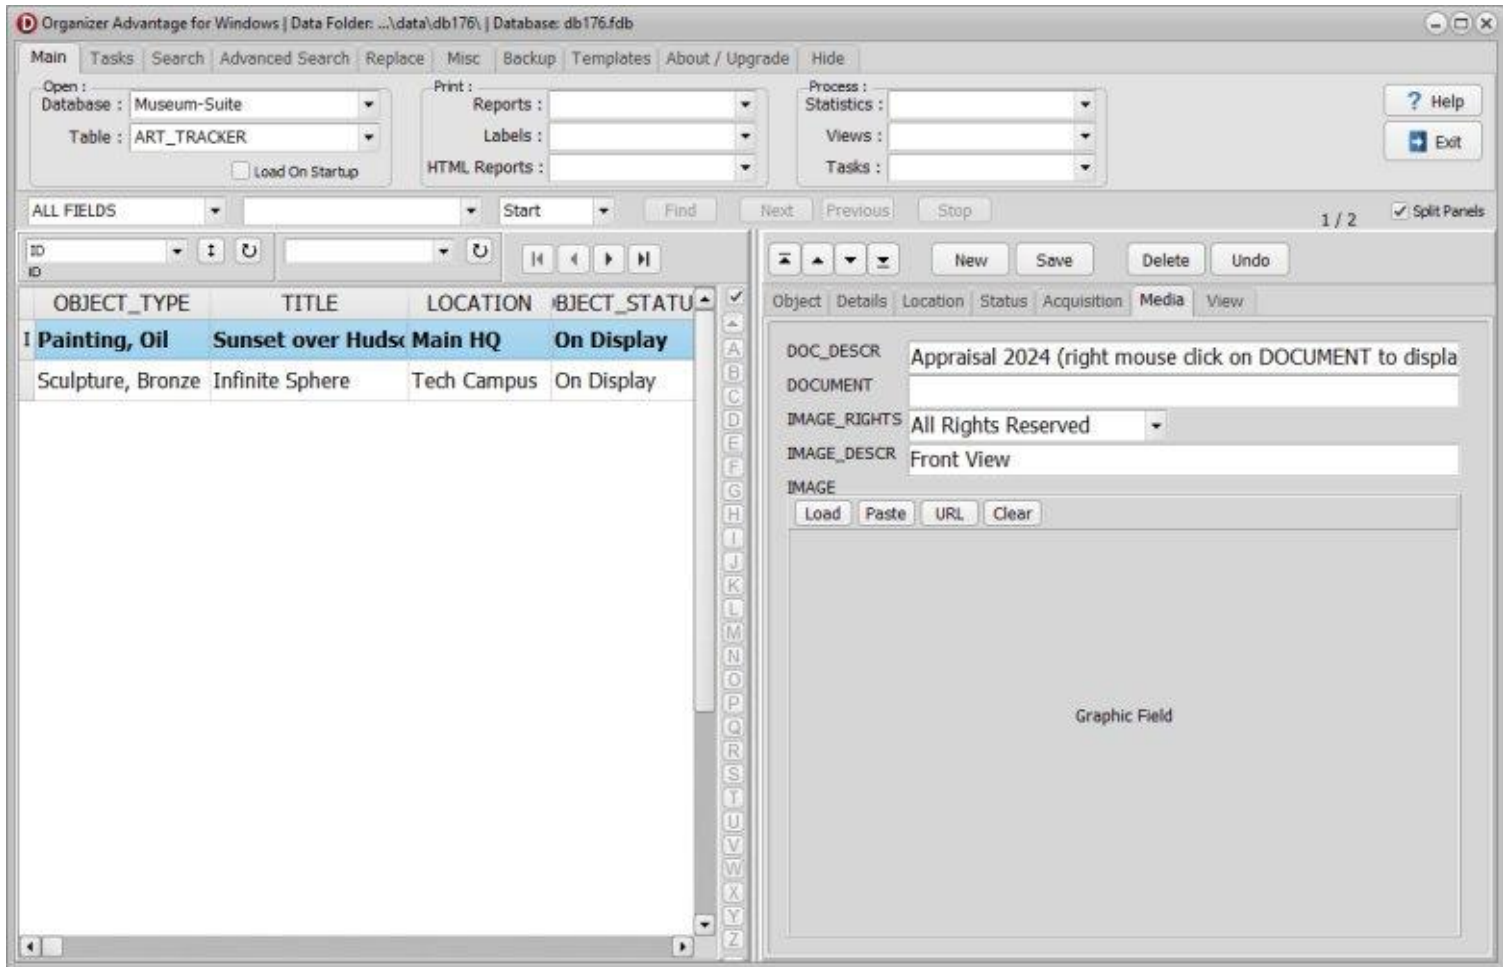 Organizer Advantage for Windows | Data Folder: ...\data\db176\ | Database: db176.fdb
Main Tasks Search Advanced Search Replace Misc Backup Templates About / Upgrade Hide
Open : Print : Process :
Database : Museum-Suite Reports : Statistics : Help
Table : ART_TRACKER Labels : Views : Exit
Load On Startup HTML Reports : Tasks :
ALL FIELDS Start Find Next Previous Stop 1 / 2 Split Panels
ID
ID
New Save Delete Undo
OBJECT_TYPE TITLE LOCATION BJECT_STATU
Painting, Oil Sunset over Hudsc Main HQ On Display
Sculpture, Bronze Infinite Sphere Tech Campus On Display
A
B
C
D
E
F
G
H
I
J
K
L
M
N
O
P
Q
R
S
T
U
V
W
X
Y
Z
Object Details Location Status Acquisition Media View
DOC_DESCR Appraisal 2024 (right mouse click on DOCUMENT to displa
DOCUMENT
IMAGE_RIGHTS All Rights Reserved
IMAGE_DESCR Front View
IMAGE
Load Paste URL Clear
Graphic Field